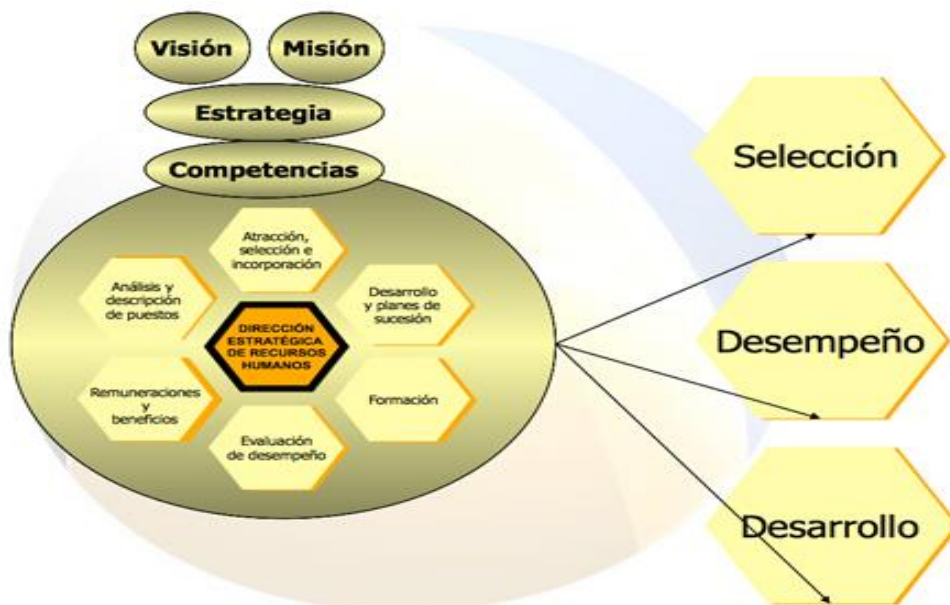 Visión
Misión
Estrategia
Competencias
Atracción,
selección e
incorporación
Análisis y
descripción
de puestos
Desarrollo
y planes de
sucesión
DIRECCIÓN
ESTRATÉGICA
DE RECURSOS
HUMANOS
Remuneraciones
y
beneficios
Formación
Evaluación
de desempeño
Selección
Desempeño
Desarrollo